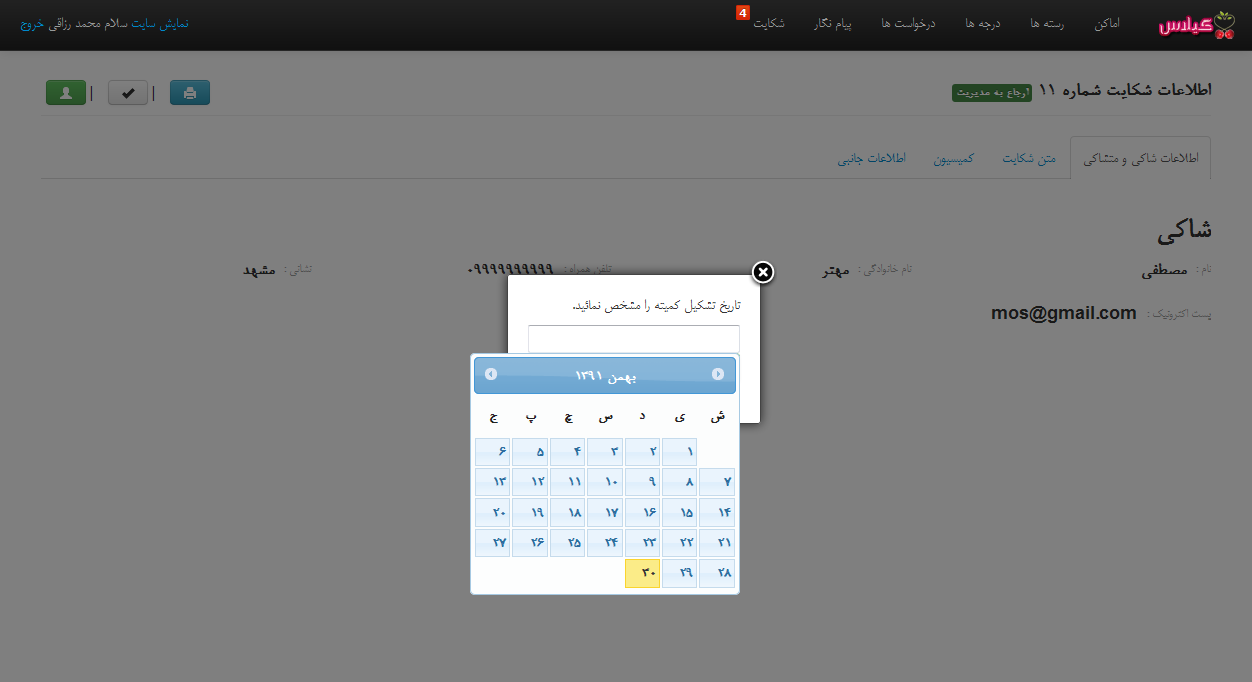 گیلاس اماکن رسته ها درجه ها درخواست ها پیام نگار شکایت 4 نمایش سایت سلام محمد رزاقی خروج
اطلاعات شکایت شماره ۱۱ ارجاع به مدیریت
اطلاعات شاکی و متشاکی متن شکایت کمیسیون اطلاعات جانبی
شاکی
نام : مصطفی نام خانوادگی : مهتر تلفن همراه : ۰۹۹۹۹۹۹۹۹۹۹ نشانی : مشهد
پست اکترونیک : mos@gmail.com
تاریخ تشکیل کمیته را مشخص نمائید.
بهمن ۱۳۹۱
ش ی د س چ پ ج
۱ ۲ ۳ ۴ ۵ ۶
۷ ۸ ۹ ۱۰ ۱۱ ۱۲ ۱۳
۱۴ ۱۵ ۱۶ ۱۷ ۱۸ ۱۹ ۲۰
۲۱ ۲۲ ۲۳ ۲۴ ۲۵ ۲۶ ۲۷
۲۸ ۲۹ ۳۰